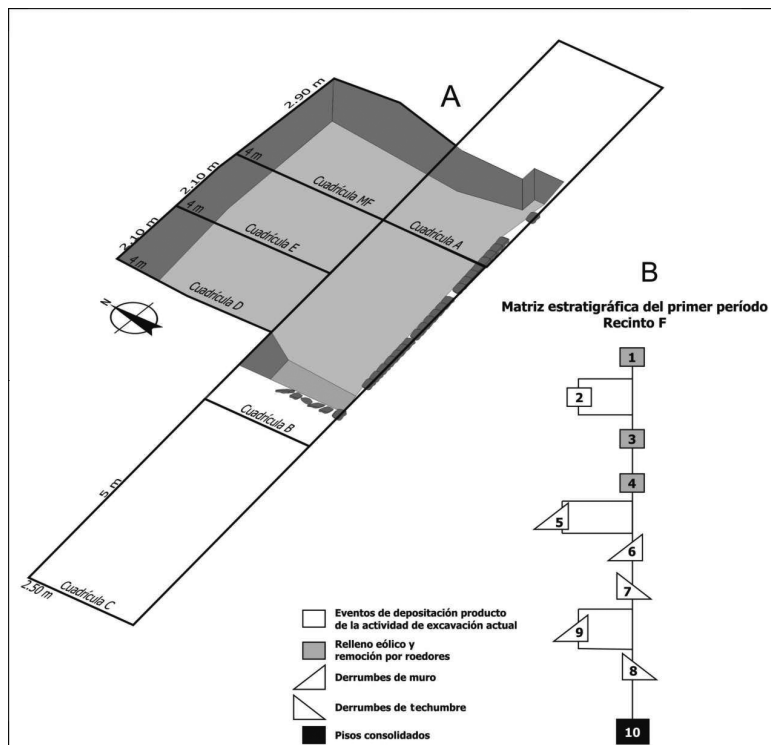 A
2.90 m
4 m
Cuadrícula MF
2.10 m
4 m
Cuadrícula E
Cuadrícula A
2.10 m
4 m
Cuadrícula D
N
Cuadrícula B
5 m
2.50 m
Cuadrícula C
B
Matriz estratigráfica del primer período
Recinto F
1
2
3
4
5
6
7
9
8
10
Eventos de depositación producto
de la actividad de excavación actual
Relleno eólico y
remoción por roedores
Derrumbes de muro
Derrumbes de techumbre
Pisos consolidados